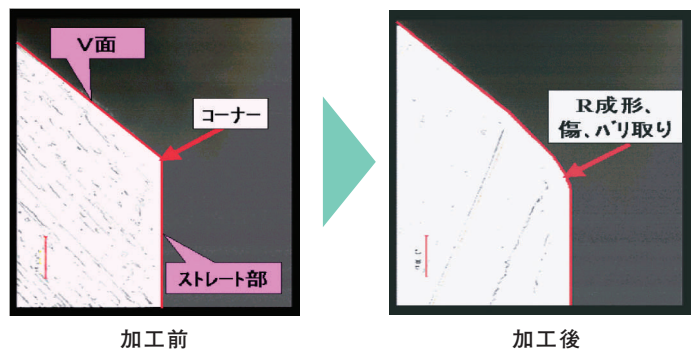 V面
コーナー
ストレート部
加工前
R成形、
傷、バリ取り
加工後